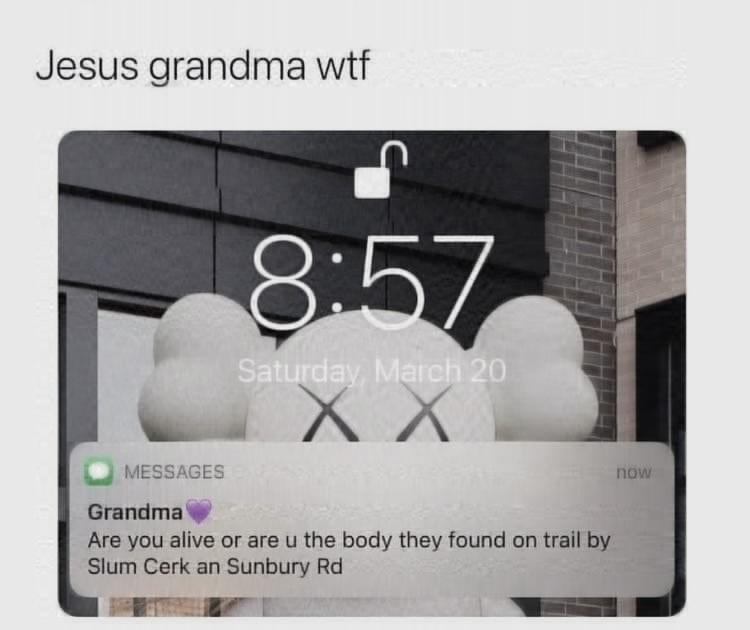 Jesus grandma wtf
8:57
Saturday, March 20
MESSAGES now
Grandma💜
Are you alive or are u the body they found on trail by
Slum Cerk an Sunbury Rd